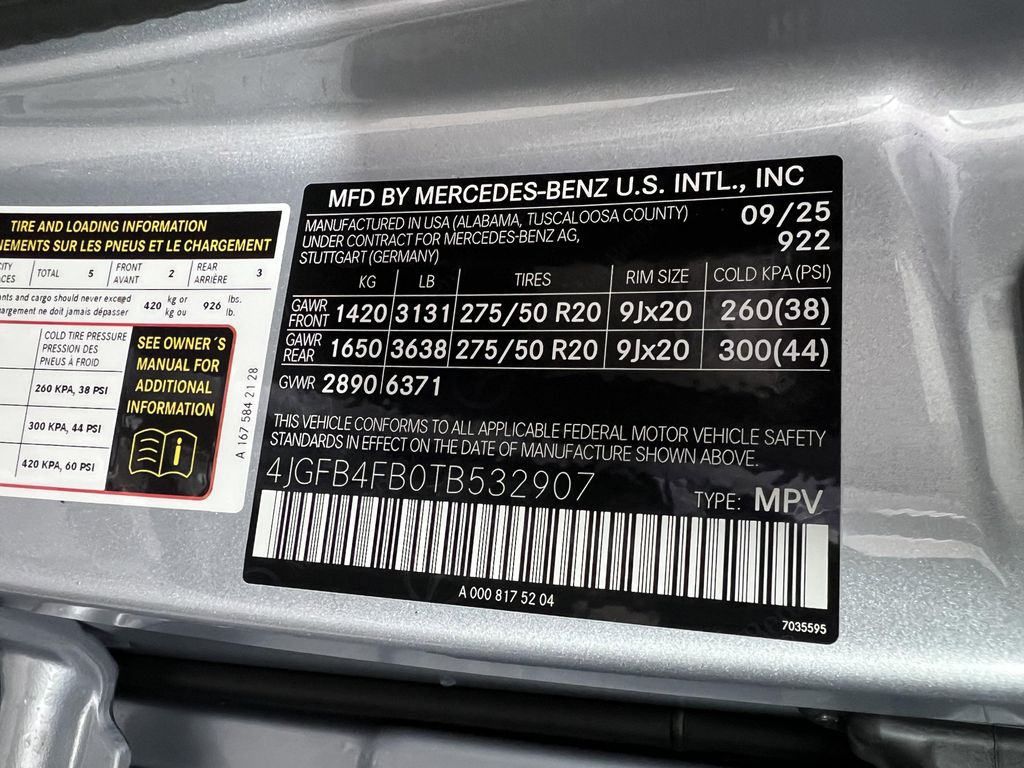 TIRE AND LOADING INFORMATION
NEMENTS SUR LES PNEUS ET LE CHARGEMENT
TOTAL 5 FRONT AVANT 2 REAR ARRIÈRE 3
ants and cargo should never exceed 420 kg or 926 lbs.
argement ne doit jamais dépasser kg ou lb.
COLD TIRE PRESSURE
PRESSION DES
PNEUS À FROID
260 KPA, 38 PSI
300 KPA, 44 PSI
420 KPA, 60 PSI
SEE OWNER´S
MANUAL FOR
ADDITIONAL
INFORMATION
A 167 584 21 28
MFD BY MERCEDES-BENZ U.S. INTL., INC
MANUFACTURED IN USA (ALABAMA, TUSCALOOSA COUNTY) 09/25
UNDER CONTRACT FOR MERCEDES-BENZ AG, 922
STUTTGART (GERMANY)
KG LB TIRES RIM SIZE COLD KPA (PSI)
GAWR FRONT 1420 3131 275/50 R20 9Jx20 260(38)
GAWR REAR 1650 3638 275/50 R20 9Jx20 300(44)
GVWR 2890 6371
THIS VEHICLE CONFORMS TO ALL APPLICABLE FEDERAL MOTOR VEHICLE SAFETY
STANDARDS IN EFFECT ON THE DATE OF MANUFACTURE SHOWN ABOVE.
4JGFB4FB0TB532907
TYPE: MPV
A 000 817 52 04
7035595